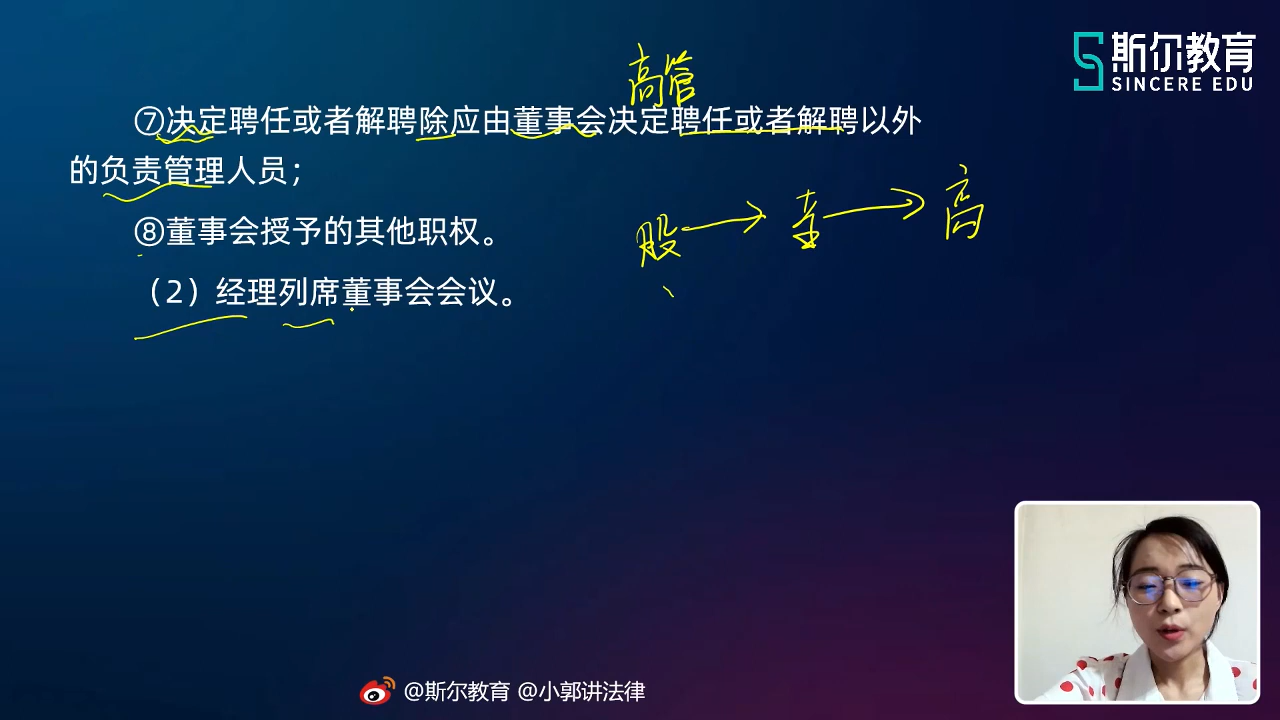 斯尔教育
SINCERE EDU
高管
⑦决定聘任或者解聘除应由董事会决定聘任或者解聘以外
的负责管理人员；
⑧董事会授予的其他职权。
股 → 董 → 高
（2）经理列席董事会会议。
@斯尔教育 @小郭讲法律